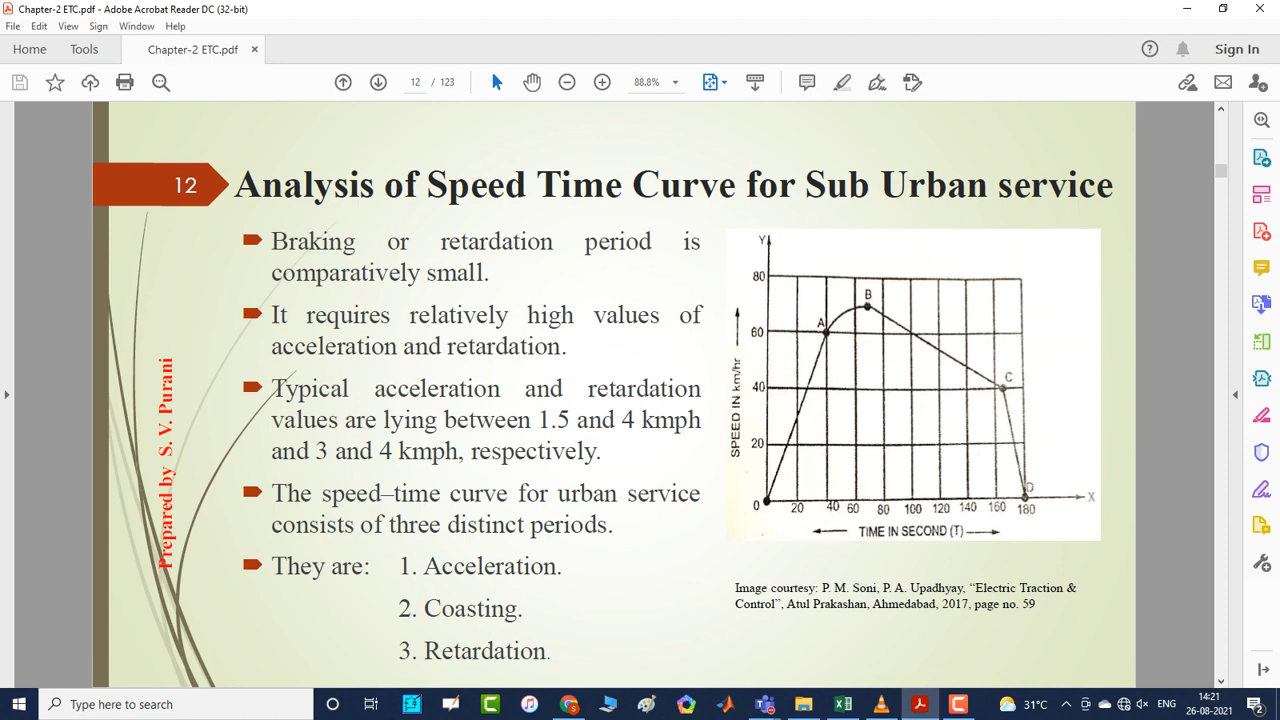 Chapter-2 ETC.pdf - Adobe Acrobat Reader DC (32-bit)
File Edit View Sign Window Help
Home Tools Chapter-2 ETC.pdf × Sign In
12 / 123 88.8%
12 Analysis of Speed Time Curve for Sub Urban service
Braking or retardation period is
comparatively small.
It requires relatively high values of
acceleration and retardation.
Typical acceleration and retardation
values are lying between 1.5 and 4 kmph
and 3 and 4 kmph, respectively.
The speed–time curve for urban service
consists of three distinct periods.
They are: 1. Acceleration.
2. Coasting.
3. Retardation.
Prepared by S. V. Purani
Y
80
60
40
20
0
SPEED IN km/hr
A
B
C
D
X
20 40 60 80 100 120 140 160 180
TIME IN SECOND (T)
Image courtesy: P. M. Soni, P. A. Upadhyay, “Electric Traction &
Control”, Atul Prakashan, Ahmedabad, 2017, page no. 59
Type here to search
31°C ENG
14:21
26-08-2021
2